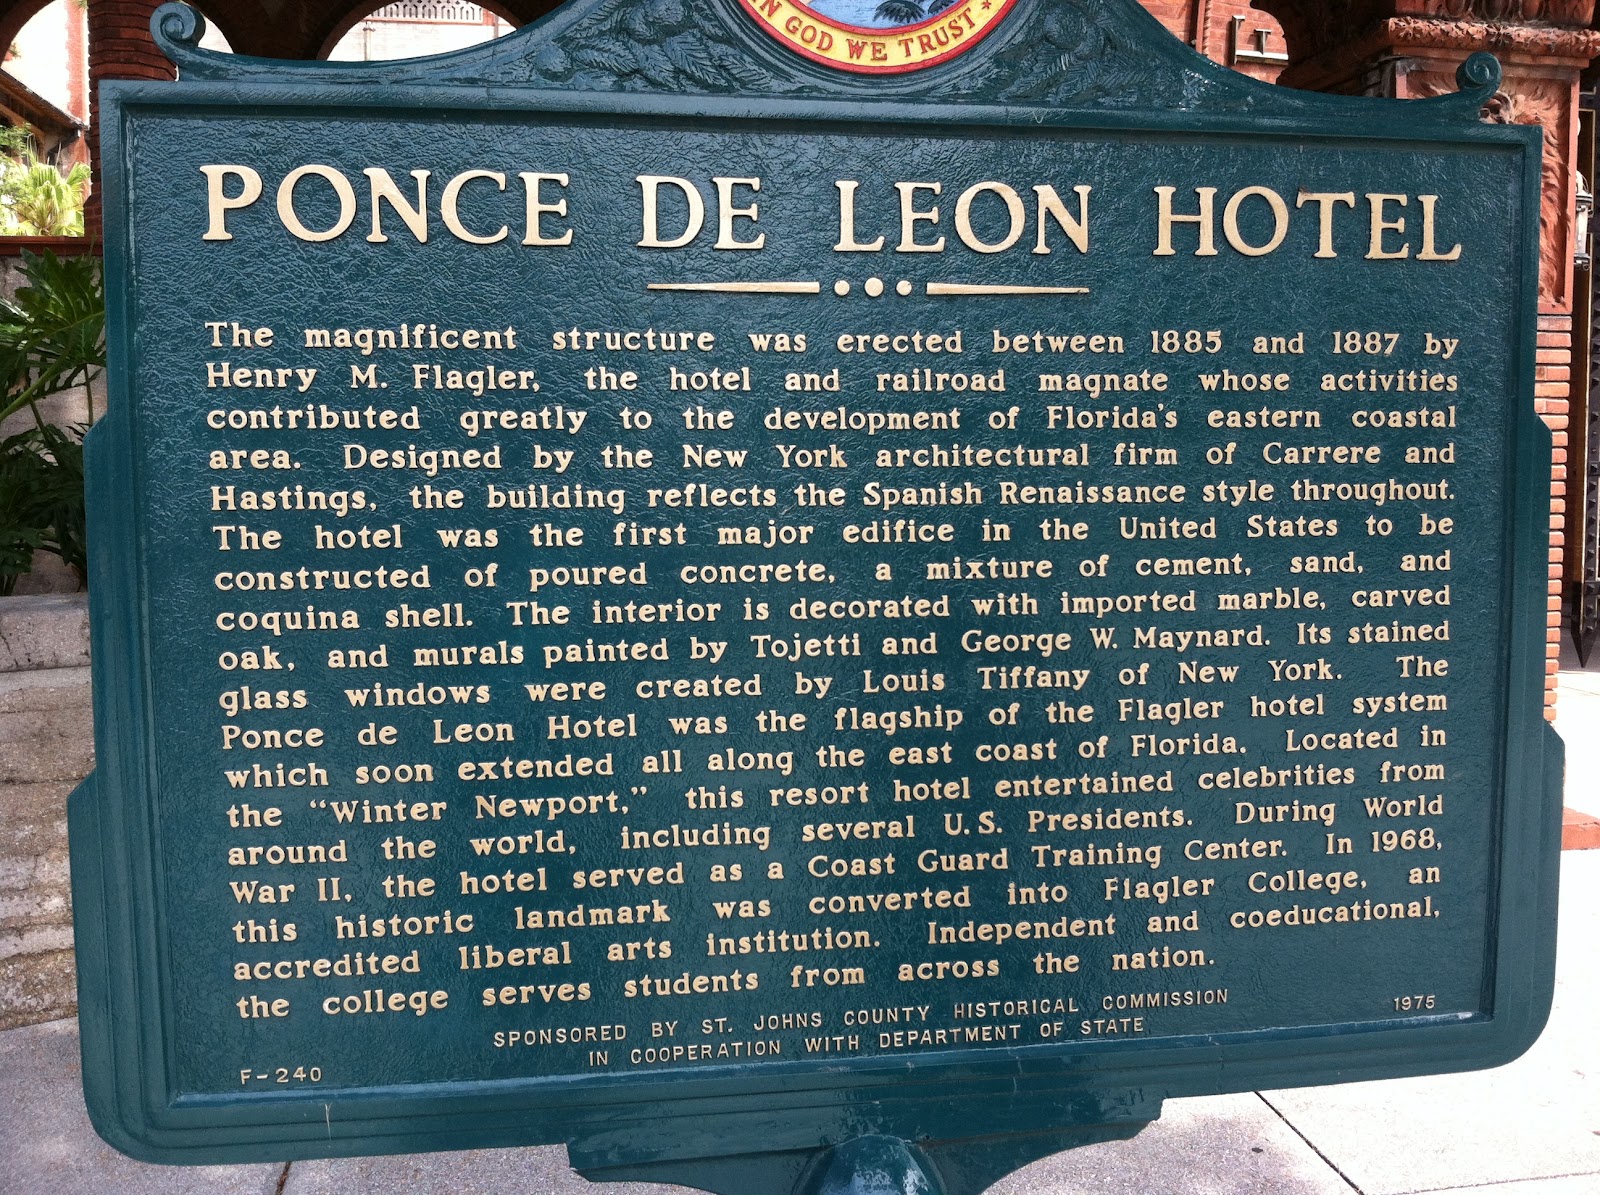 IN GOD WE TRUST
PONCE DE LEON HOTEL
The magnificent structure was erected between 1885 and 1887 by
Henry M. Flagler, the hotel and railroad magnate whose activities
contributed greatly to the development of Florida's eastern coastal
area. Designed by the New York architectural firm of Carrere and
Hastings, the building reflects the Spanish Renaissance style throughout.
The hotel was the first major edifice in the United States to be
constructed of poured concrete, a mixture of cement, sand, and
coquina shell. The interior is decorated with imported marble, carved
oak, and murals painted by Tojetti and George W. Maynard. Its stained
glass windows were created by Louis Tiffany of New York. The
Ponce de Leon Hotel was the flagship of the Flagler hotel system
which soon extended all along the east coast of Florida. Located in
the "Winter Newport," this resort hotel entertained celebrities from
around the world, including several U.S. Presidents. During World
War II, the hotel served as a Coast Guard Training Center. In 1968,
this historic landmark was converted into Flagler College, an
accredited liberal arts institution. Independent and coeducational,
the college serves students from across the nation.
SPONSORED BY ST. JOHNS COUNTY HISTORICAL COMMISSION
IN COOPERATION WITH DEPARTMENT OF STATE
1975
F-240